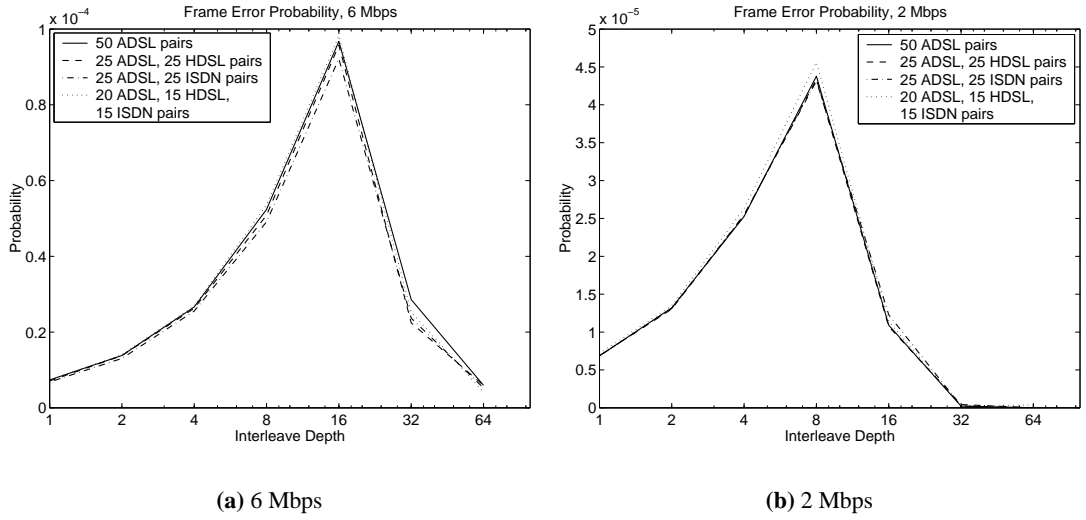 Frame Error Probability, 6 Mbps
x 10⁻⁴
1
0.8
0.6
0.4
0.2
0
Probability
50 ADSL pairs
25 ADSL, 25 HDSL pairs
25 ADSL, 25 ISDN pairs
20 ADSL, 15 HDSL,
15 ISDN pairs
1 2 4 8 16 32 64
Interleave Depth
(a) 6 Mbps
Frame Error Probability, 2 Mbps
x 10⁻⁵
5
4.5
4
3.5
3
2.5
2
1.5
1
0.5
0
Probability
50 ADSL pairs
25 ADSL, 25 HDSL pairs
25 ADSL, 25 ISDN pairs
20 ADSL, 15 HDSL,
15 ISDN pairs
1 2 4 8 16 32 64
Interleave Depth
(b) 2 Mbps